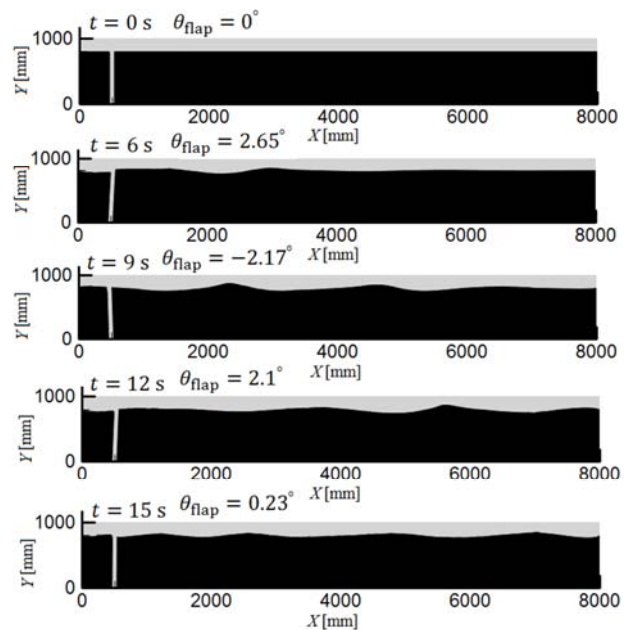 t = 0 s θflap = 0°
1000
Y[mm]
0
0 2000 4000 6000 8000
X[mm]
t = 6 s θflap = 2.65°
1000
Y[mm]
0
0 2000 4000 6000 8000
X[mm]
t = 9 s θflap = −2.17°
1000
Y[mm]
0
0 2000 4000 6000 8000
X[mm]
t = 12 s θflap = 2.1°
1000
Y[mm]
0
0 2000 4000 6000 8000
X[mm]
t = 15 s θflap = 0.23°
1000
Y[mm]
0
0 2000 4000 6000 8000
X[mm]